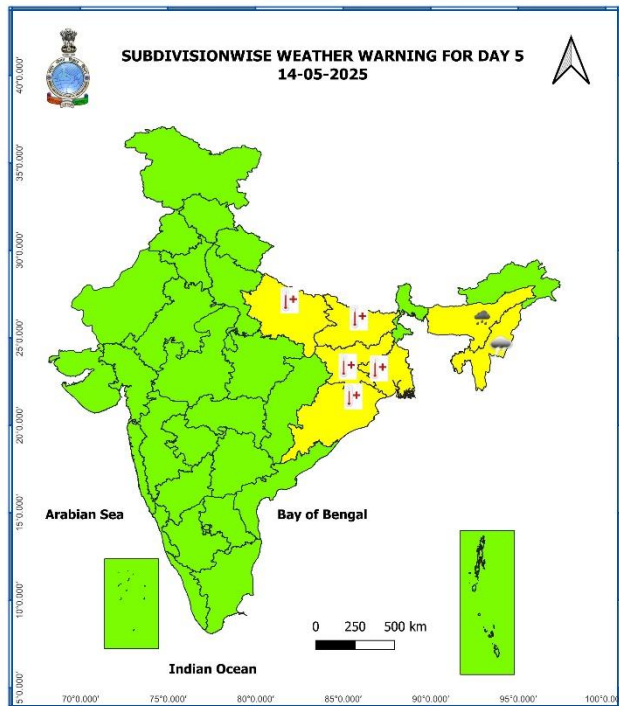 SUBDIVISIONWISE WEATHER WARNING FOR DAY 5
14-05-2025
40°0.000'
35°0.000'
30°0.000'
25°0.000'
20°0.000'
15°0.000'
10°0.000'
5°0.000'
Arabian Sea
Bay of Bengal
0 250 500 km
Indian Ocean
70°0.000' 75°0.000' 80°0.000' 85°0.000' 90°0.000' 95°0.000' 100°0.000'